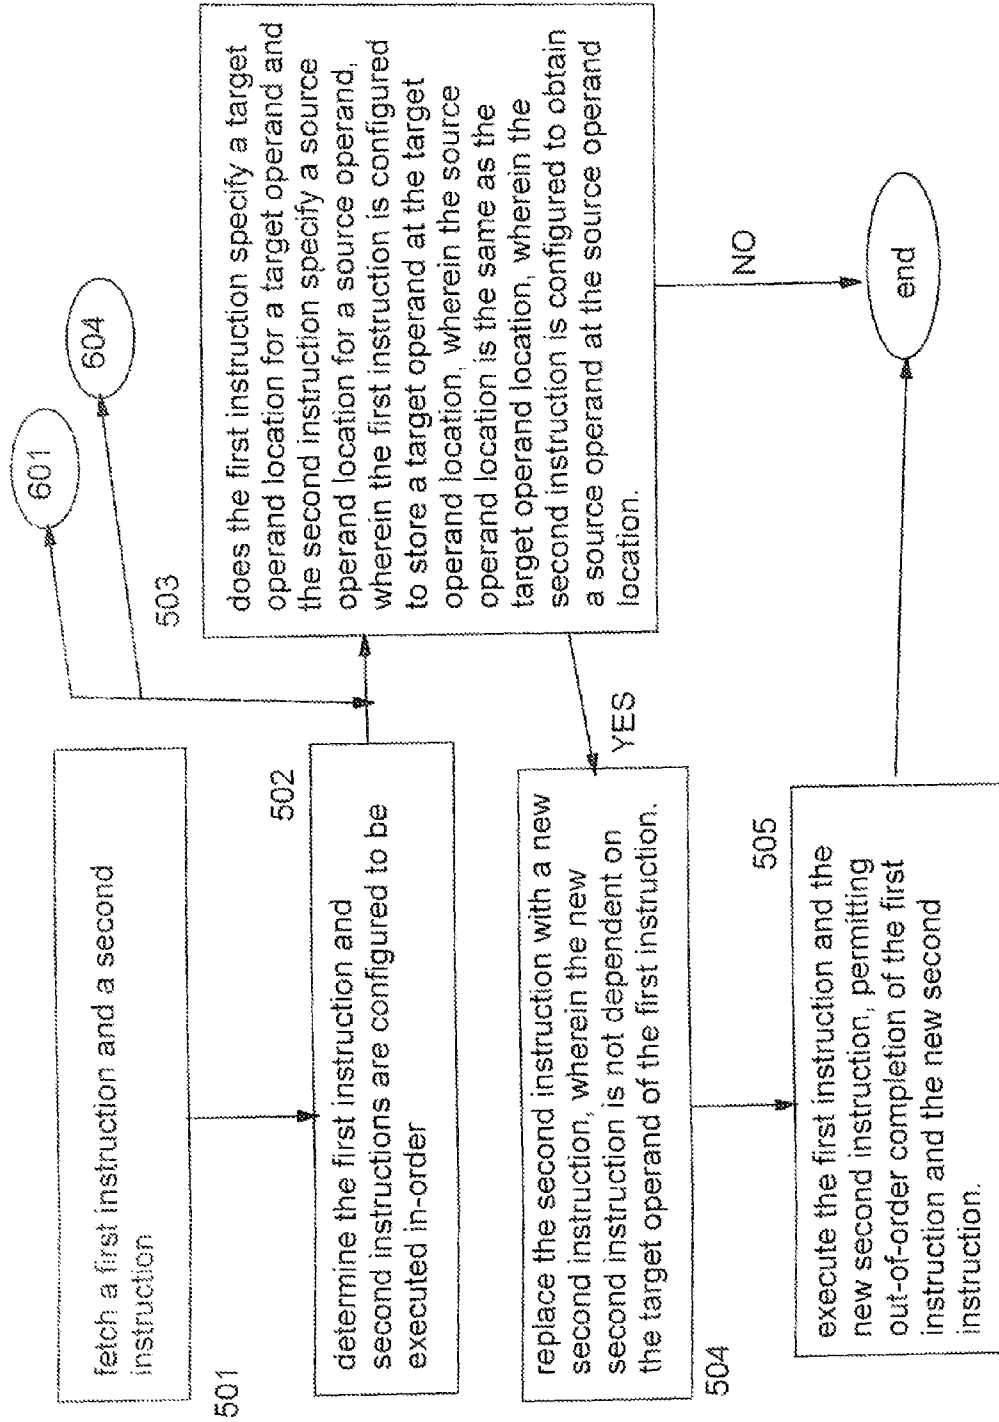 fetch a first instruction and a second
instruction
501
determine the first instruction and
second instructions are configured to be
executed in-order
502
601
604
503
does the first instruction specify a target
operand location for a target operand and
the second instruction specify a source
operand location for a source operand,
wherein the first instruction is configured
to store a target operand at the target
operand location, wherein the source
operand location is the same as the
target operand location, wherein the
second instruction is configured to obtain
a source operand at the source operand
location.
YES
NO
replace the second instruction with a new
second instruction, wherein the new
second instruction is not dependent on
the target operand of the first instruction.
504
505
execute the first instruction and the
new second instruction, permitting
out-of-order completion of the first
instruction and the new second
instruction.
end